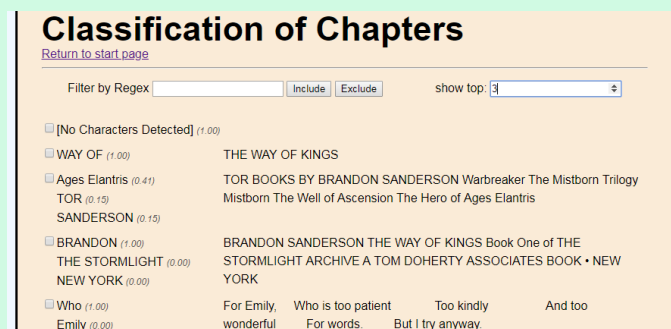 Classification of Chapters
Return to start page
Filter by Regex Include Exclude show top: 3
[No Characters Detected] (1.00)
WAY OF (1.00) THE WAY OF KINGS
Ages Elantris (0.41) TOR BOOKS BY BRANDON SANDERSON Warbreaker The Mistborn Trilogy
TOR (0.15) Mistborn The Well of Ascension The Hero of Ages Elantris
SANDERSON (0.15)
BRANDON (1.00) BRANDON SANDERSON THE WAY OF KINGS Book One of THE
THE STORMLIGHT (0.00) STORMLIGHT ARCHIVE A TOM DOHERTY ASSOCIATES BOOK • NEW
NEW YORK (0.00) YORK
Who (1.00) For Emily, Who is too patient Too kindly And too
Emily (0.00) wonderful For words. But I try anyway.